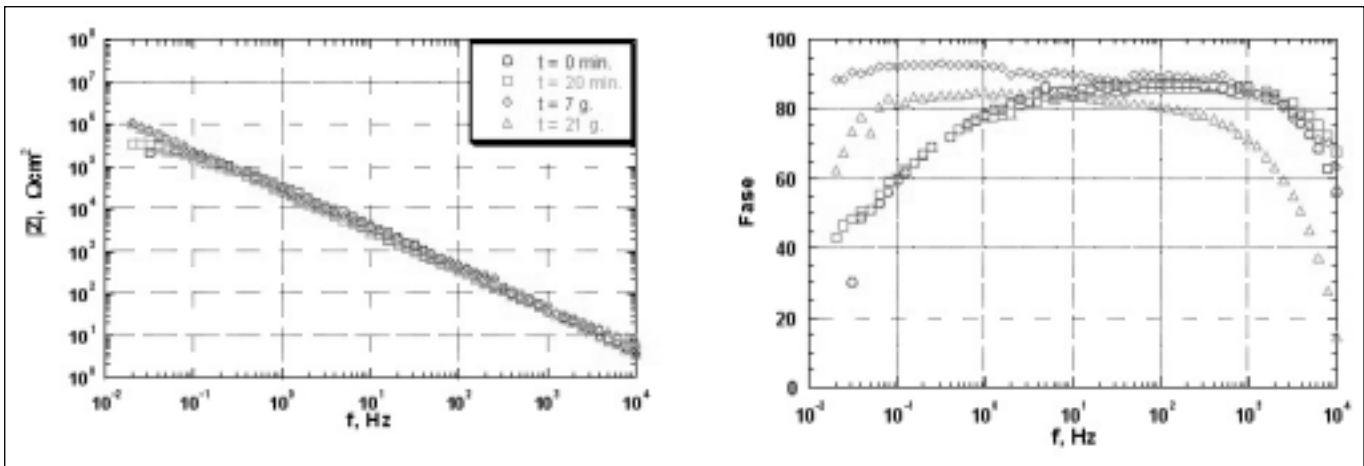 10⁸
10⁷
10⁶
10⁵
10⁴
10³
10²
10¹
10⁰
|Z|, Ωcm²
t = 0 min.
t = 20 min.
t = 7 g.
t = 21 g.
10⁻² 10⁻¹ 10⁰ 10¹ 10² 10³ 10⁴
f, Hz
100
80
60
40
20
0
Fase
10⁻² 10⁻¹ 10⁰ 10¹ 10² 10³ 10⁴
f, Hz